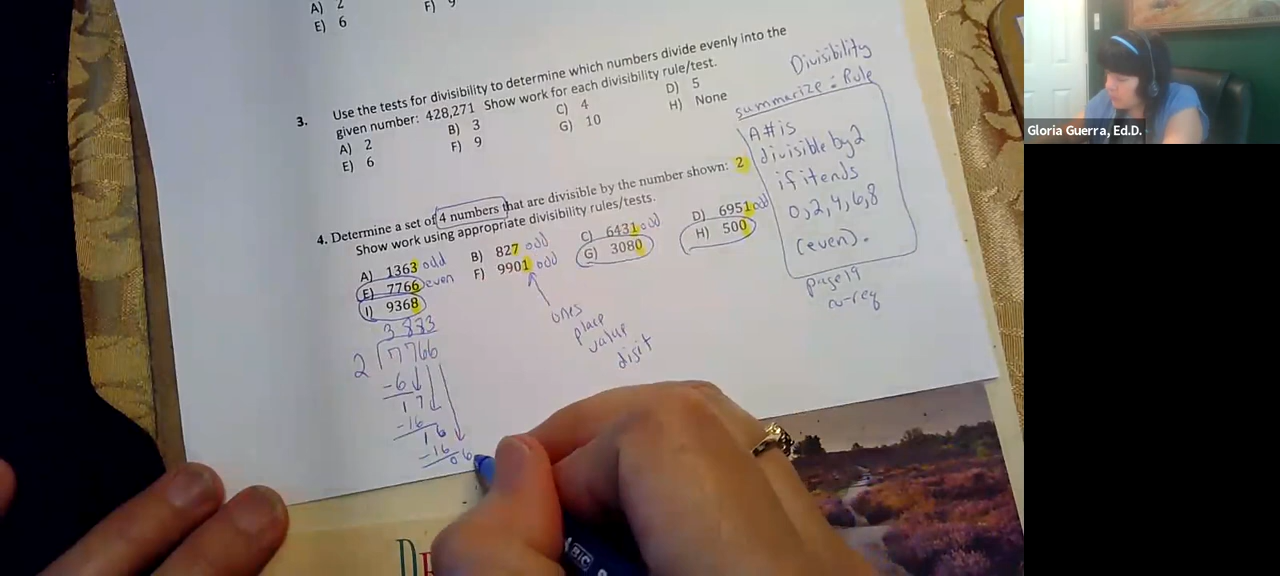 A) 2
F) 9
E) 6
3. Use the tests for divisibility to determine which numbers divide evenly into the
given number: 428,271 Show work for each divisibility rule/test.
A) 2
B) 3
C) 4
D) 5
E) 6
F) 9
G) 10
H) None
4. Determine a set of 4 numbers that are divisible by the number shown: 2
Show work using appropriate divisibility rules/tests.
A) 1363 odd
B) 827 odd
C) 6431 odd
D) 6951 odd
E) 7766 even
F) 9901 odd
G) 3080
H) 500
I) 9368
3 883
2 7766
-6
17
-16
16
-16
06
ones
place
value
digit
Divisibility
summarize: Rule
A # is
divisible by 2
if it ends
0, 2, 4, 6, 8
(even).
page 19
BIC
Gloria Guerra, Ed.D.